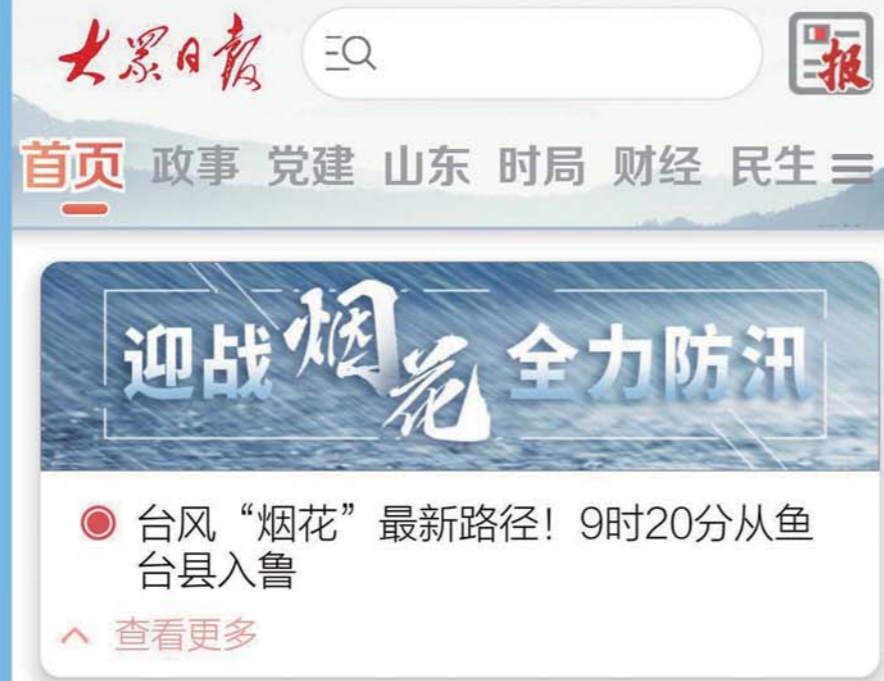 大众日报
报
首页 政事 党建 山东 时局 财经 民生
迎战烟花 全力防汛
台风“烟花”最新路径！9时20分从鱼
台县入鲁
查看更多